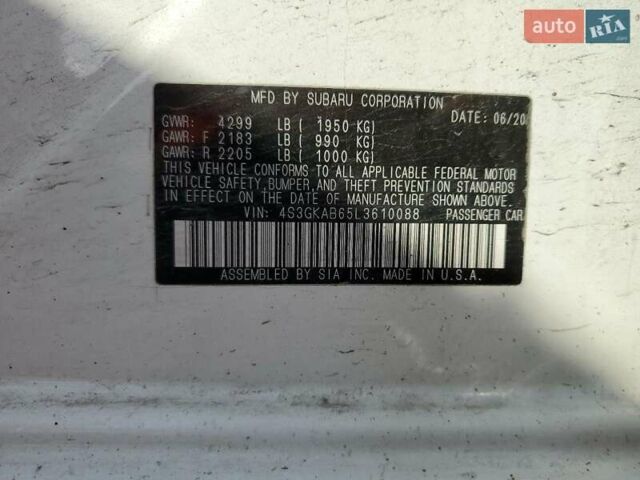 auto RIA .com
MFD BY SUBARU CORPORATION
DATE: 06/20
GVWR: 4299 LB ( 1950 KG)
GAWR: F 2183 LB ( 990 KG)
GAWR: R 2205 LB ( 1000 KG)
THIS VEHICLE CONFORMS TO ALL APPLICABLE FEDERAL MOTOR
VEHICLE SAFETY, BUMPER, AND THEFT PREVENTION STANDARDS
IN EFFECT ON THE DATE OF MANUFACTURE SHOWN ABOVE.
VIN: 4S3GKAB65L3610088 PASSENGER CAR
ASSEMBLED BY SIA INC. MADE IN U.S.A.